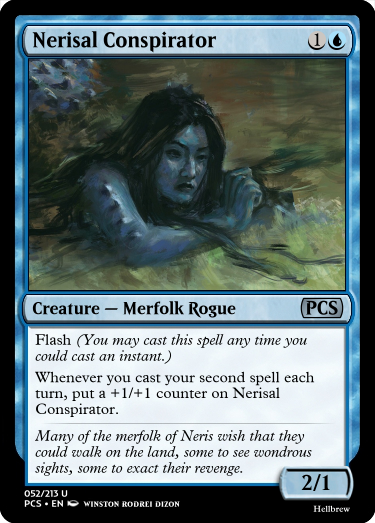 Nerisal Conspirator 1
Creature — Merfolk Rogue PCS
Flash (You may cast this spell any time you
could cast an instant.)
Whenever you cast your second spell each
turn, put a +1/+1 counter on Nerisal
Conspirator.
Many of the merfolk of Neris wish that they
could walk on the land, some to see wondrous
sights, some to exact their revenge.
2/1
052/213 U
PCS • EN WINSTON RODREI DIZON
Hellbrew